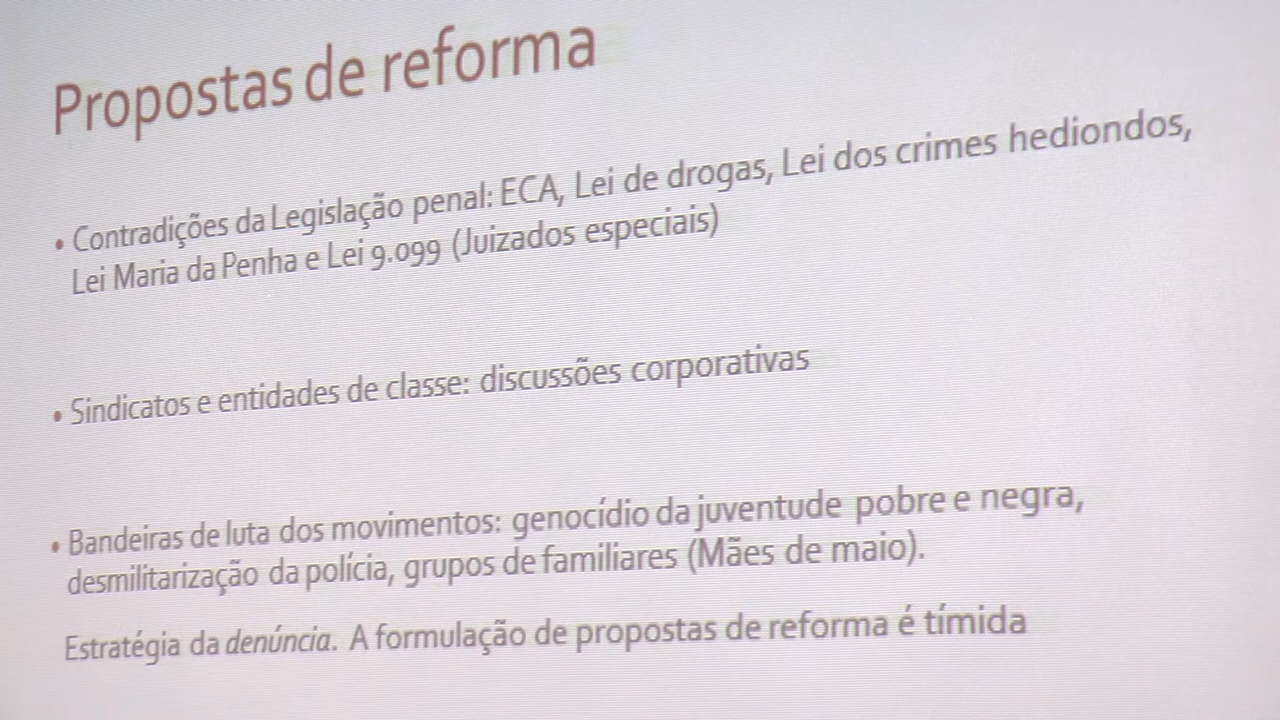 Propostas de reforma
• Contradições da Legislação penal: ECA, Lei de drogas, Lei dos crimes hediondos,
Lei Maria da Penha e Lei 9.099 (Juizados especiais)
• Sindicatos e entidades de classe: discussões corporativas
• Bandeiras de luta dos movimentos: genocídio da juventude pobre e negra,
desmilitarização da polícia, grupos de familiares (Mães de maio).
Estratégia da denúncia. A formulação de propostas de reforma é tímida